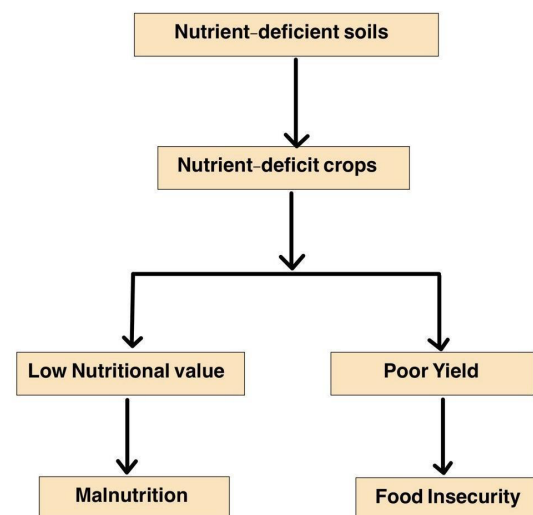 Nutrient-deficient soils
Nutrient-deficit crops
Low Nutritional value
Poor Yield
Malnutrition
Food Insecurity